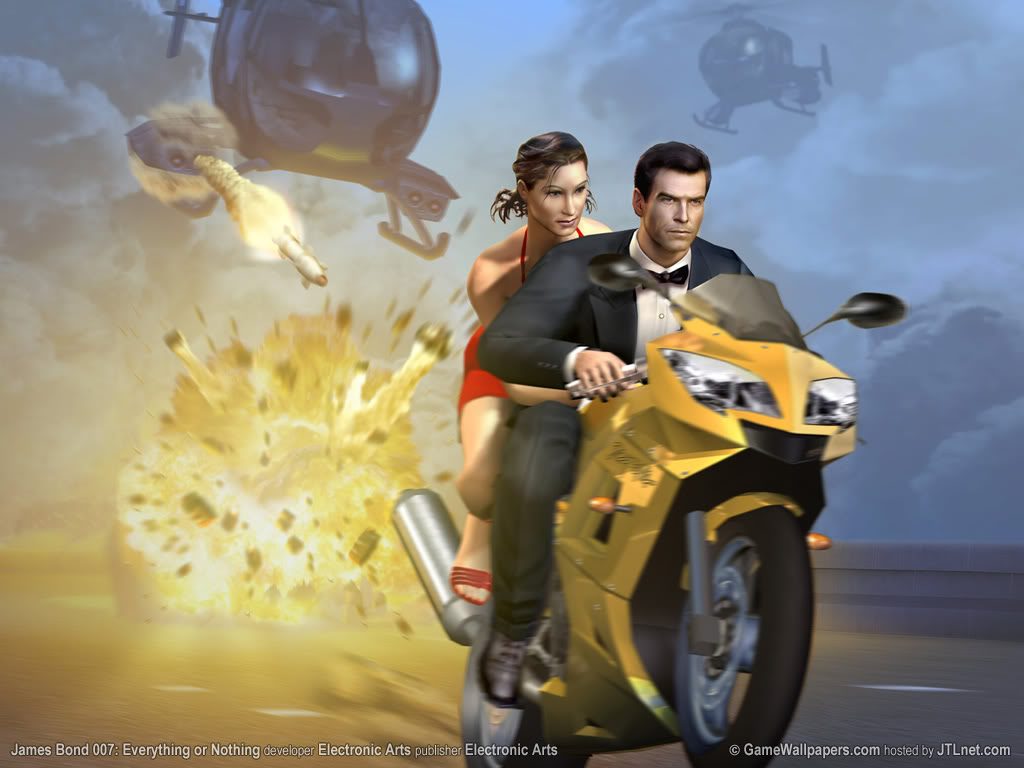 James Bond 007: Everything or Nothing developer Electronic Arts publisher Electronic Arts
© GameWallpapers.com hosted by JTLnet.com